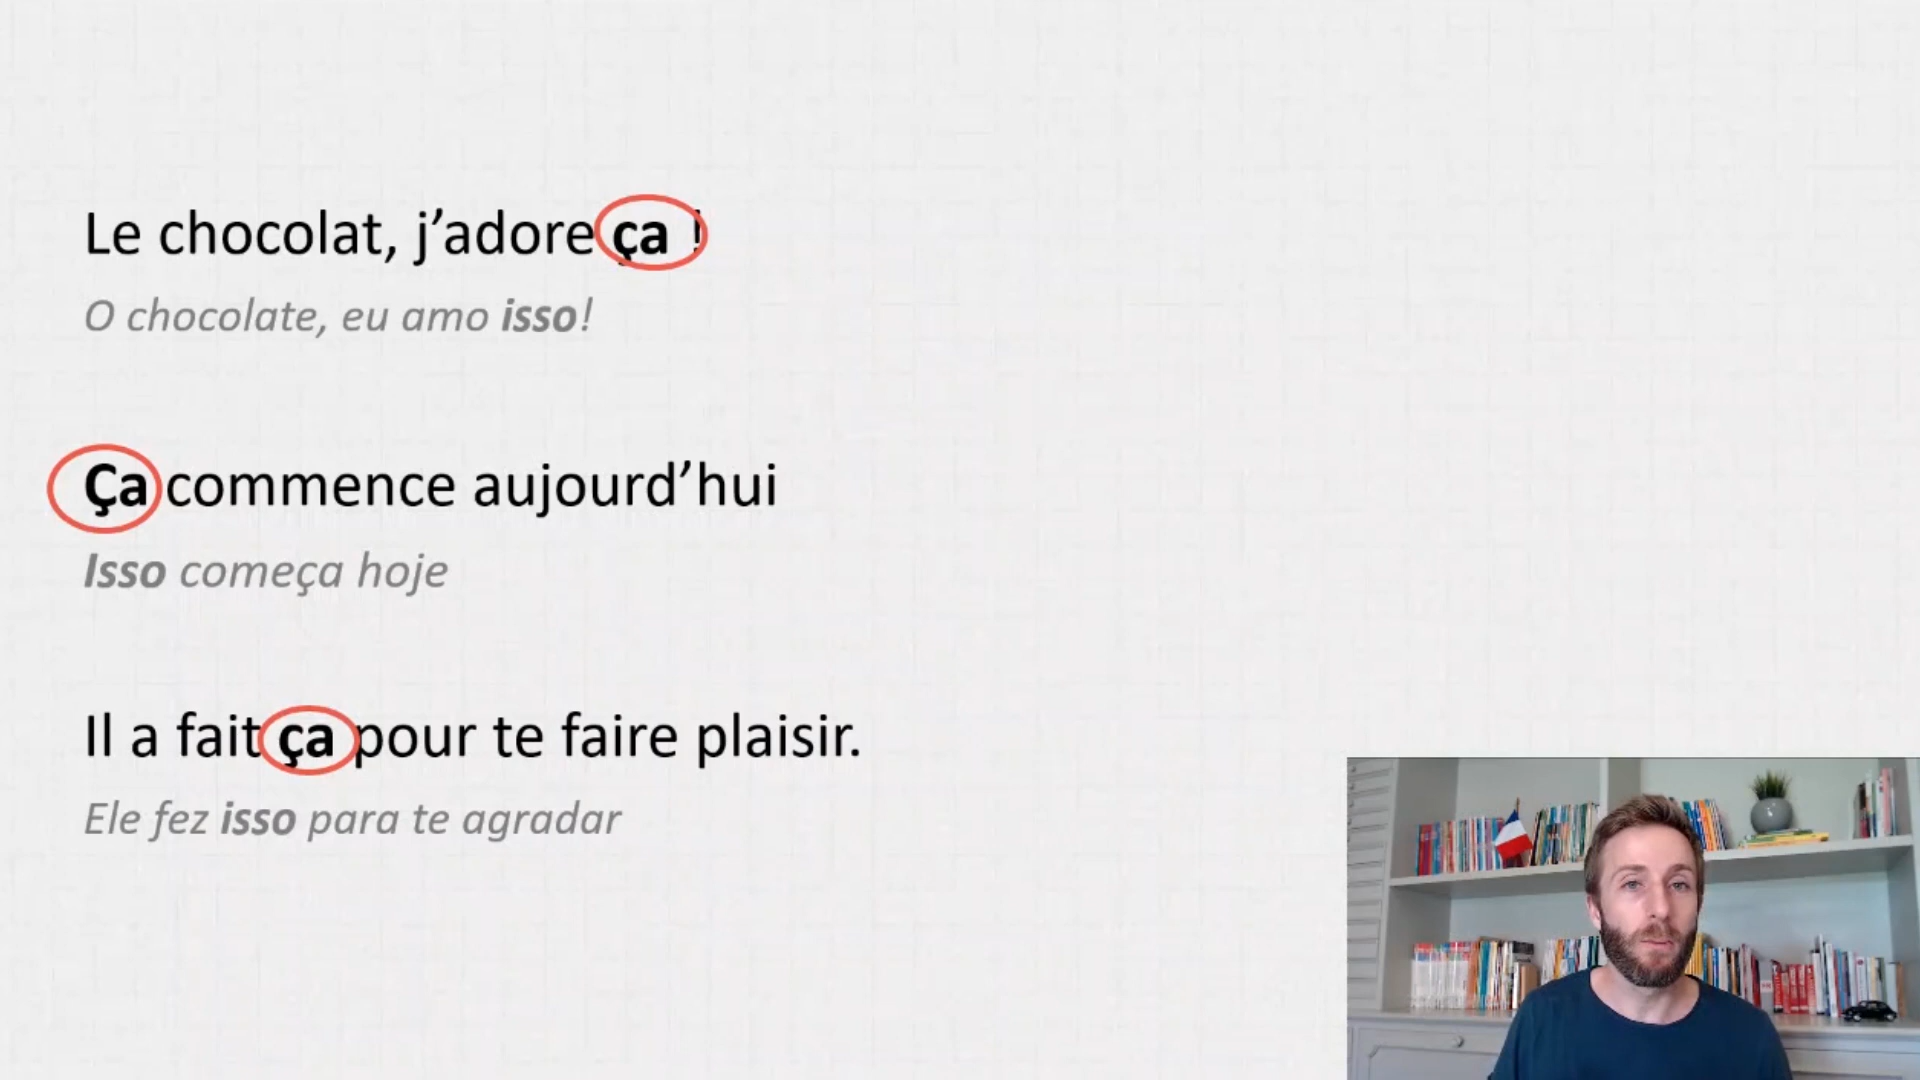 Le chocolat, j’adore ça !
O chocolate, eu amo isso!
Ça commence aujourd’hui
Isso começa hoje
Il a fait ça pour te faire plaisir.
Ele fez isso para te agradar